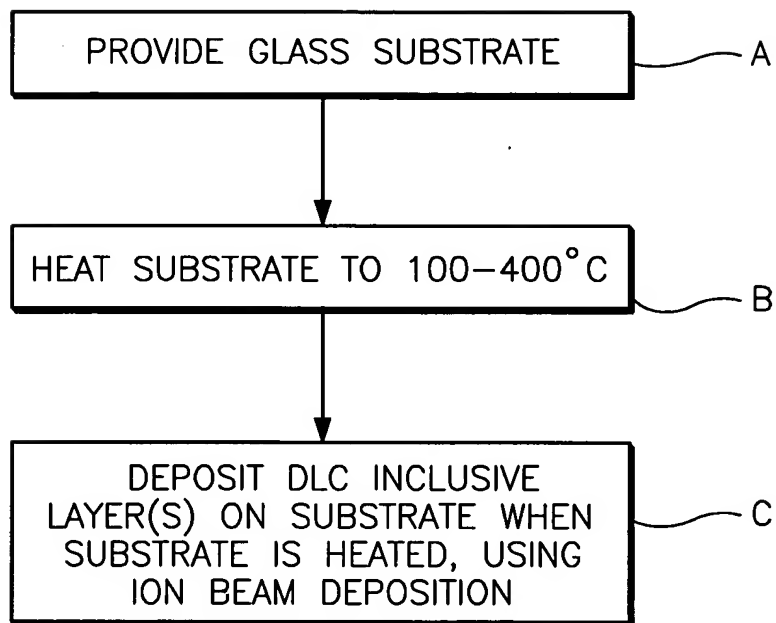 PROVIDE GLASS SUBSTRATE
A
HEAT SUBSTRATE TO 100-400°C
B
DEPOSIT DLC INCLUSIVE
LAYER(S) ON SUBSTRATE WHEN
SUBSTRATE IS HEATED, USING
ION BEAM DEPOSITION
C